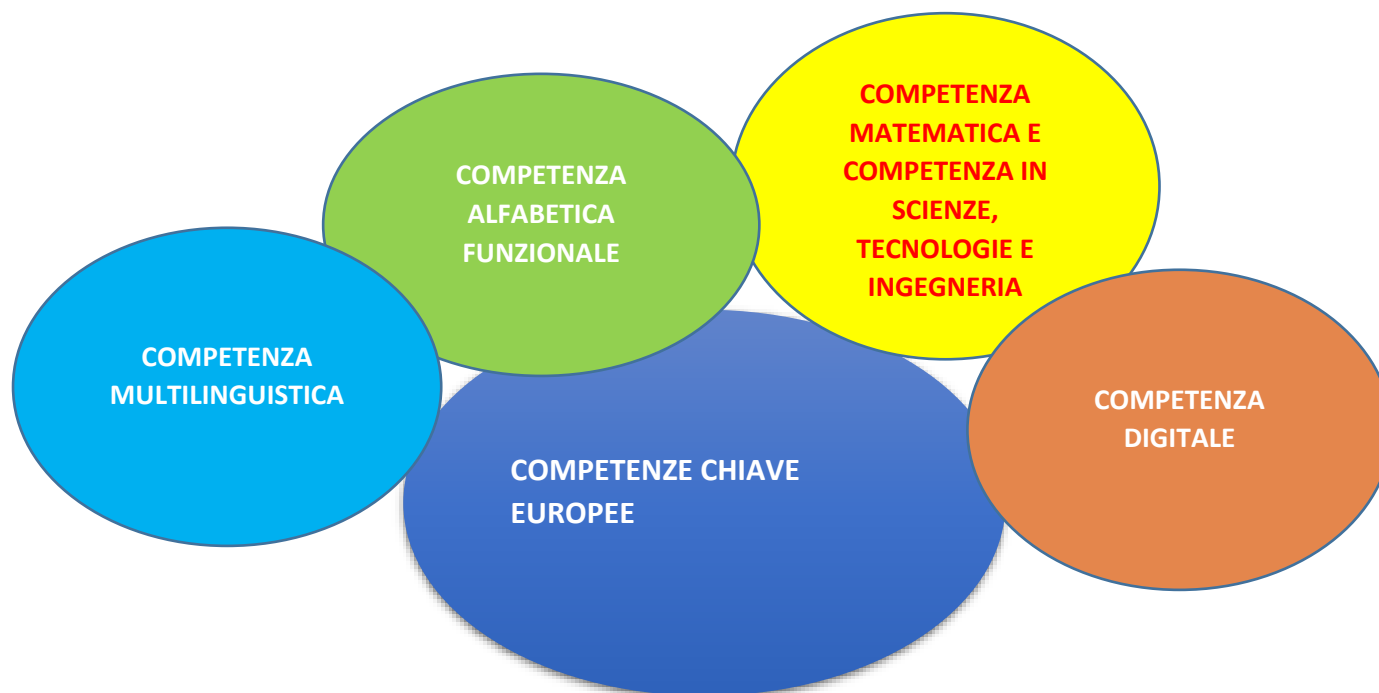 COMPETENZA
MULTILINGUISTICA
COMPETENZA
ALFABETICA
FUNZIONALE
COMPETENZA
MATEMATICA E
COMPETENZA IN
SCIENZE,
TECNOLOGIE E
INGEGNERIA
COMPETENZA
DIGITALE
COMPETENZE CHIAVE
EUROPEE